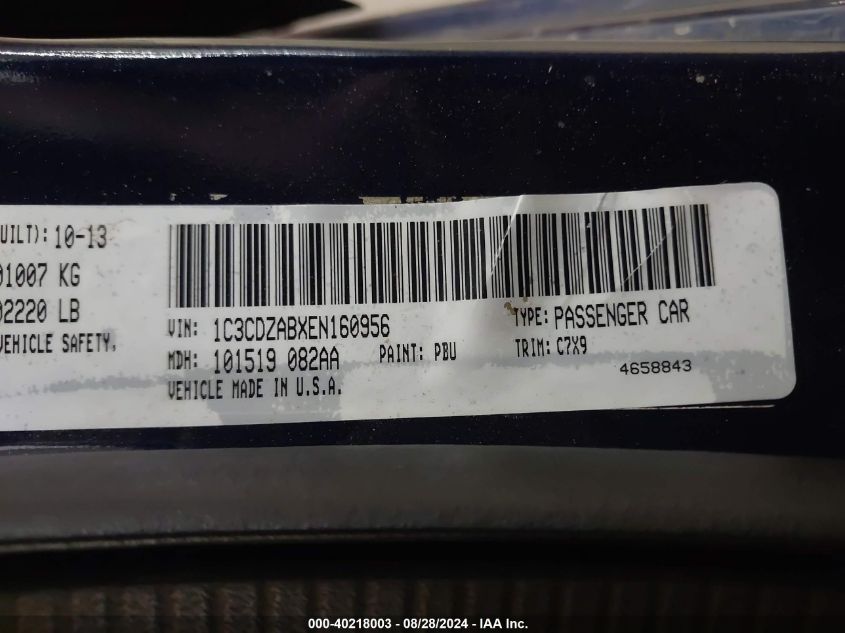 UILT): 10-13
01007 KG
02220 LB
VEHICLE SAFETY,
VIN: 1C3CDZABXEN160956
TYPE: PASSENGER CAR
MDH: 101519 082AA
PAINT: PBU
TRIM: C7X9
VEHICLE MADE IN U.S.A.
4658843
000-40218003 - 08/28/2024 - IAA Inc.